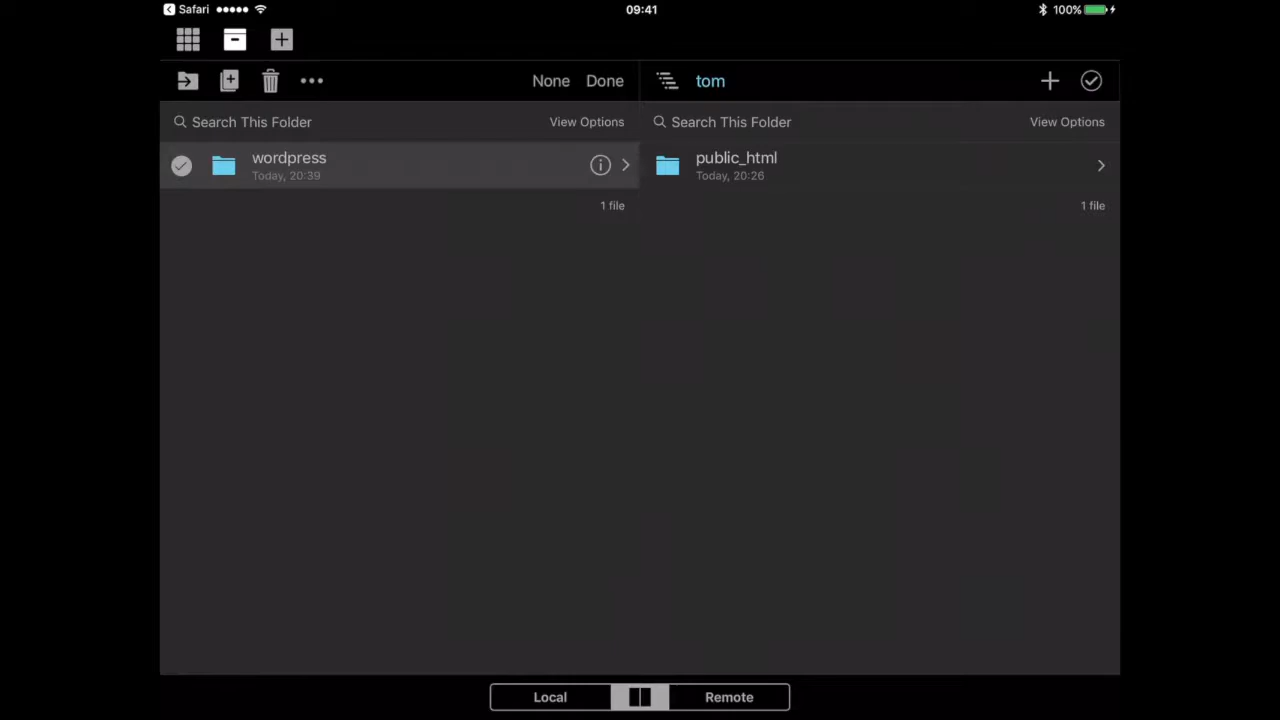 Safari
09:41
100%
None
Done
tom
Search This Folder
View Options
Search This Folder
View Options
wordpress
Today, 20:39
public_html
Today, 20:26
1 file
1 file
Local
Remote